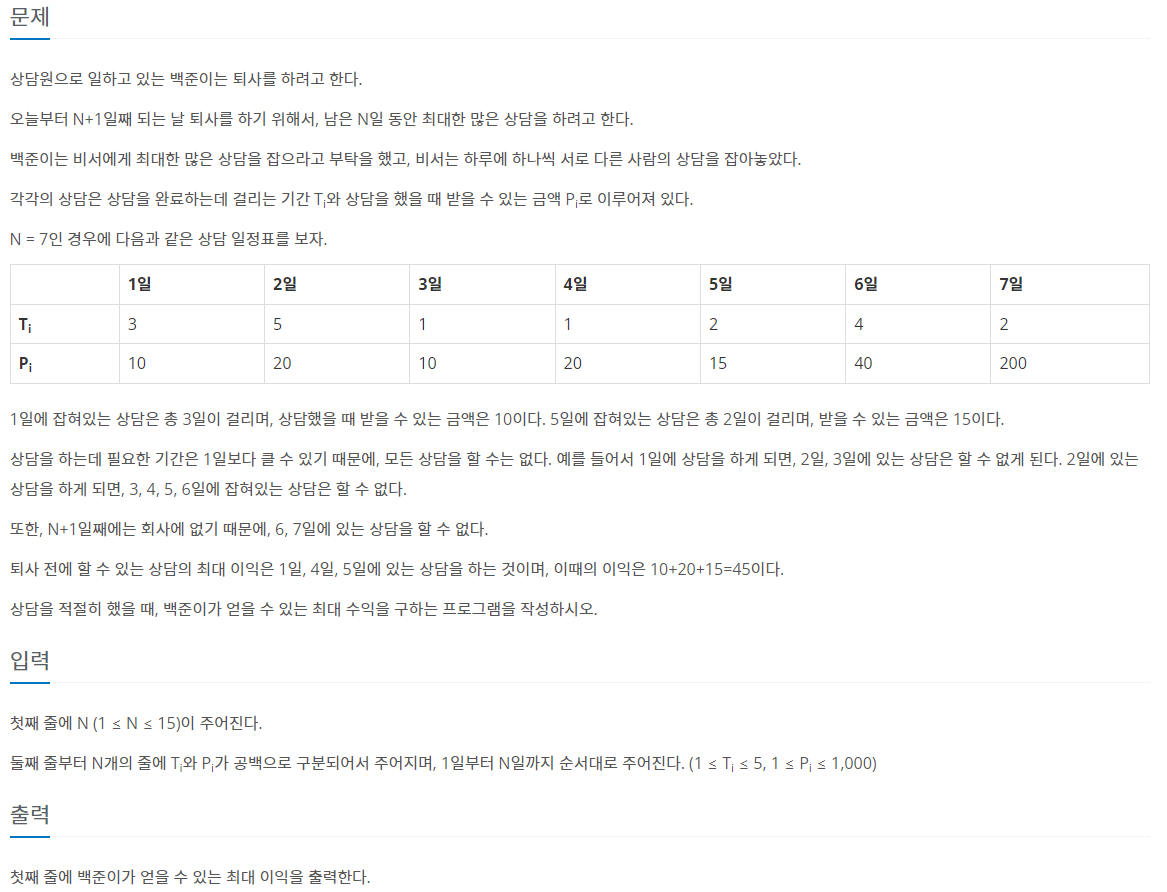 문제
상담원으로 일하고 있는 백준이는 퇴사를 하려고 한다.
오늘부터 N+1일째 되는 날 퇴사를 하기 위해서, 남은 N일 동안 최대한 많은 상담을 하려고 한다.
백준이는 비서에게 최대한 많은 상담을 잡으라고 부탁을 했고, 비서는 하루에 하나씩 서로 다른 사람의 상담을 잡아놓았다.
각각의 상담은 상담을 완료하는데 걸리는 기간 Ti와 상담을 했을 때 받을 수 있는 금액 Pi로 이루어져 있다.
N = 7인 경우에 다음과 같은 상담 일정표를 보자.
1일 2일 3일 4일 5일 6일 7일
Ti 3 5 1 1 2 4 2
Pi 10 20 10 20 15 40 200
1일에 잡혀있는 상담은 총 3일이 걸리며, 상담했을 때 받을 수 있는 금액은 10이다. 5일에 잡혀있는 상담은 총 2일이 걸리며, 받을 수 있는 금액은 15이다.
상담을 하는데 필요한 기간은 1일보다 클 수 있기 때문에, 모든 상담을 할 수는 없다. 예를 들어서 1일에 상담을 하게 되면, 2일, 3일에 있는 상담은 할 수 없게 된다. 2일에 있는
상담을 하게 되면, 3, 4, 5, 6일에 잡혀있는 상담은 할 수 없다.
또한, N+1일째에는 회사에 없기 때문에, 6, 7일에 있는 상담을 할 수 없다.
퇴사 전에 할 수 있는 상담의 최대 이익은 1일, 4일, 5일에 있는 상담을 하는 것이며, 이때의 이익은 10+20+15=45이다.
상담을 적절히 했을 때, 백준이가 얻을 수 있는 최대 수익을 구하는 프로그램을 작성하시오.
입력
첫째 줄에 N (1 ≤ N ≤ 15)이 주어진다.
둘째 줄부터 N개의 줄에 Ti와 Pi가 공백으로 구분되어서 주어지며, 1일부터 N일까지 순서대로 주어진다. (1 ≤ Ti ≤ 5, 1 ≤ Pi ≤ 1,000)
출력
첫째 줄에 백준이가 얻을 수 있는 최대 이익을 출력한다.